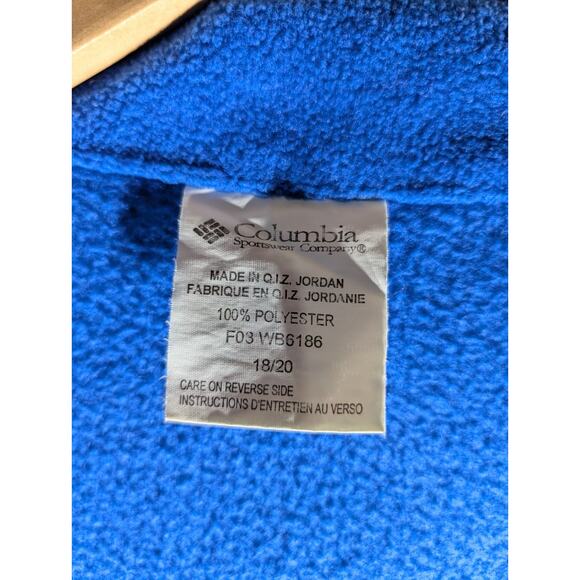 Columbia
Sportswear Company®
MADE IN Q.I.Z. JORDAN
FABRIQUE EN Q.I.Z. JORDANIE
100% POLYESTER
F03 WB6186
18/20
CARE ON REVERSE SIDE
INSTRUCTIONS D'ENTRETIEN AU VERSO